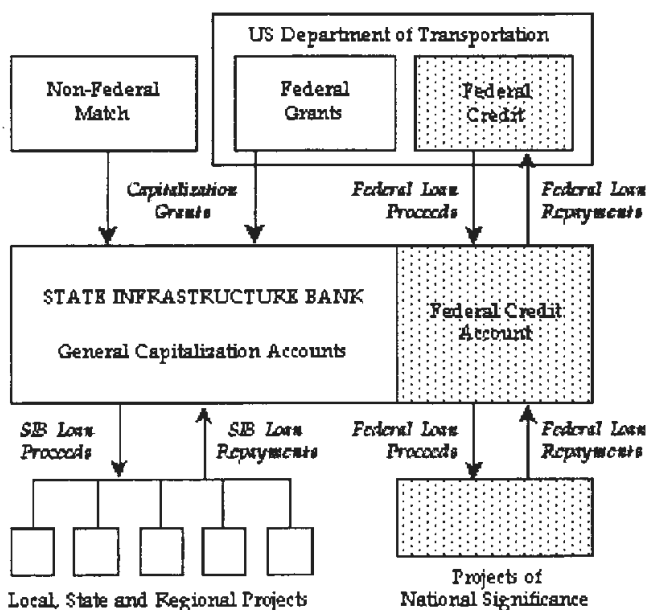 US Department of Transportation
Non-Federal
Match
Federal
Grants
Federal
Credit
Capitalization
Grants
Federal Loan
Proceeds
Federal Loan
Repayments
STATE INFRASTRUCTURE BANK
General Capitalization Accounts
Federal Credit
Account
SIB Loan
Proceeds
SIB Loan
Repayments
Federal Loan
Proceeds
Federal Loan
Repayments
Local, State and Regional Projects
Projects of
National Significance